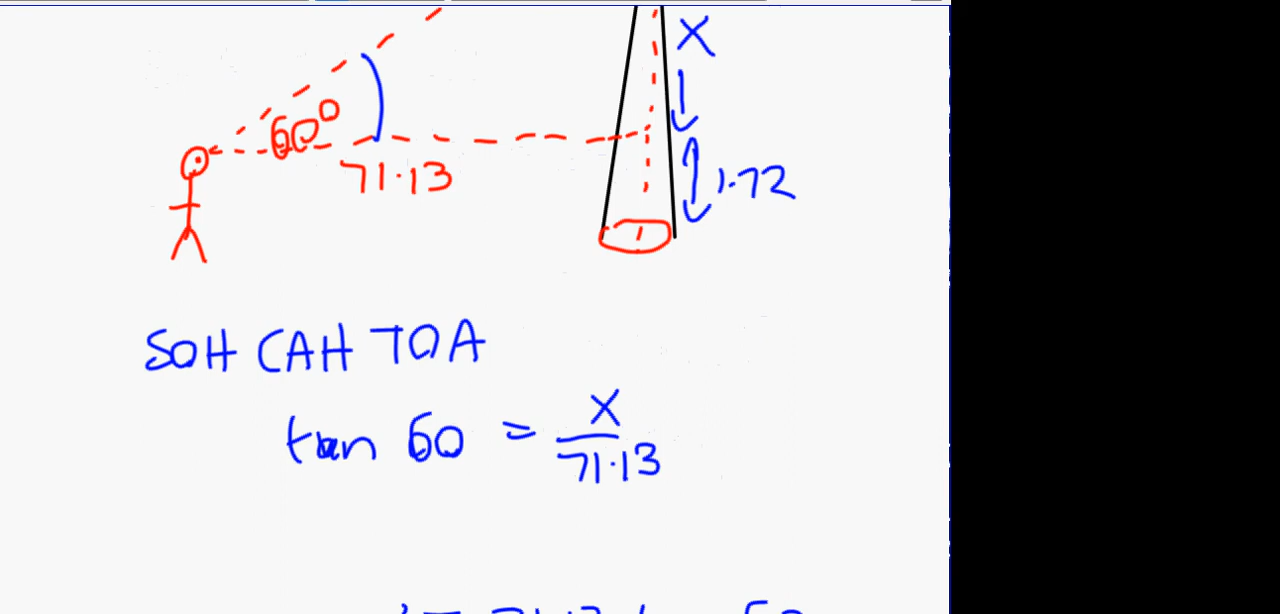 X
60°
71.13
1.72
SOH CAH TOA
tan 60 = X
71.13